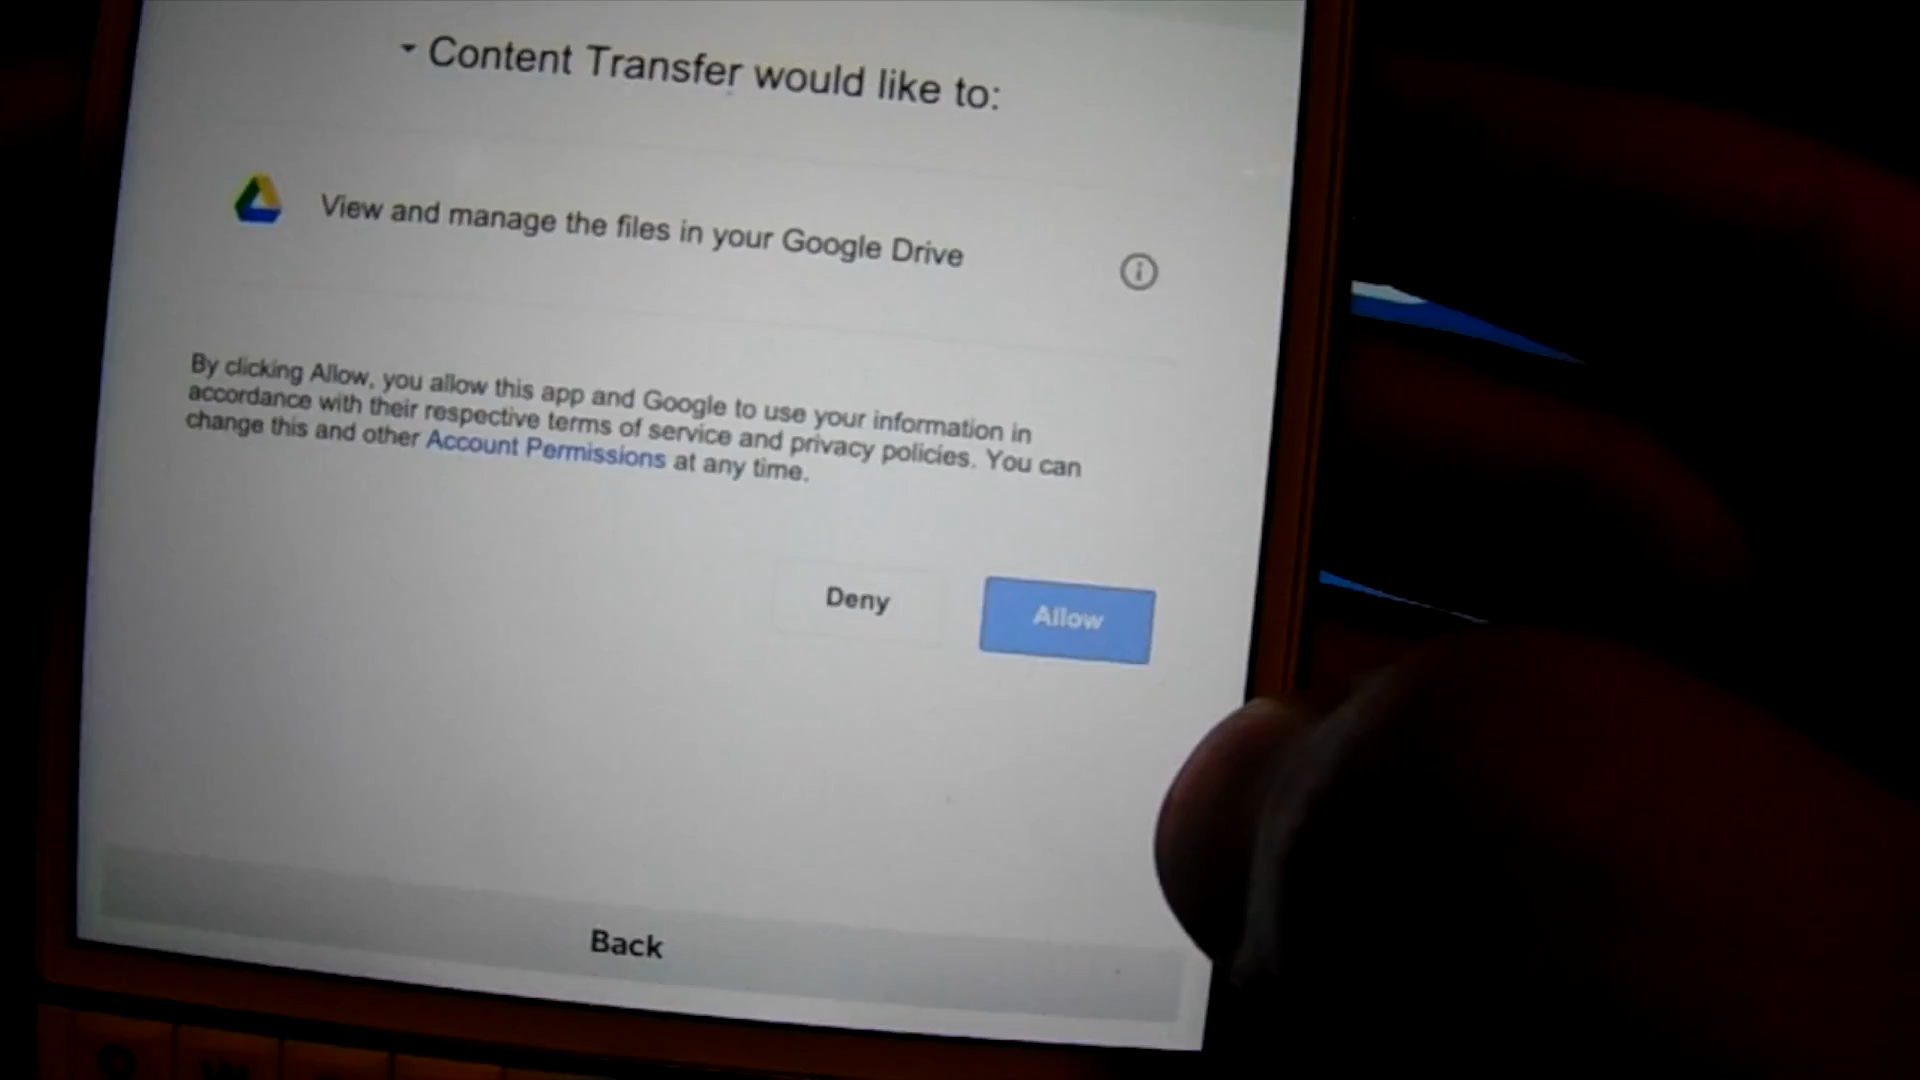 Content Transfer would like to:
View and manage the files in your Google Drive
By clicking Allow, you allow this app and Google to use your information in
accordance with their respective terms of service and privacy policies. You can
change this and other Account Permissions at any time.
Deny
Allow
Back